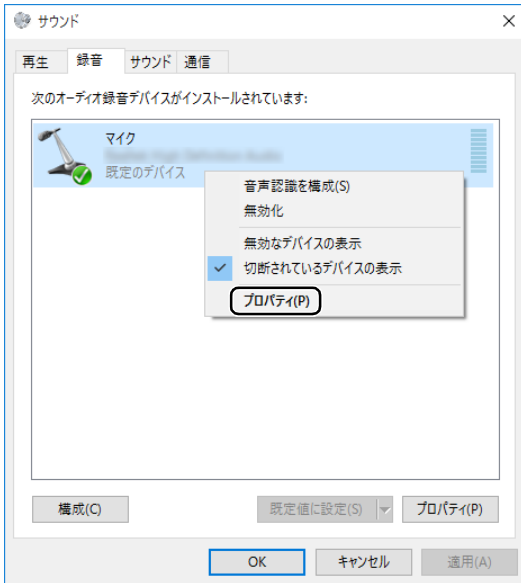 サウンド
再生 録音 サウンド 通信
次のオーディオ録音デバイスがインストールされています:
マイク
既定のデバイス
音声認識を構成(S)
無効化
無効なデバイスの表示
切断されているデバイスの表示
プロパティ(P)
構成(C) 既定値に設定(S) プロパティ(P)
OK キャンセル 適用(A)